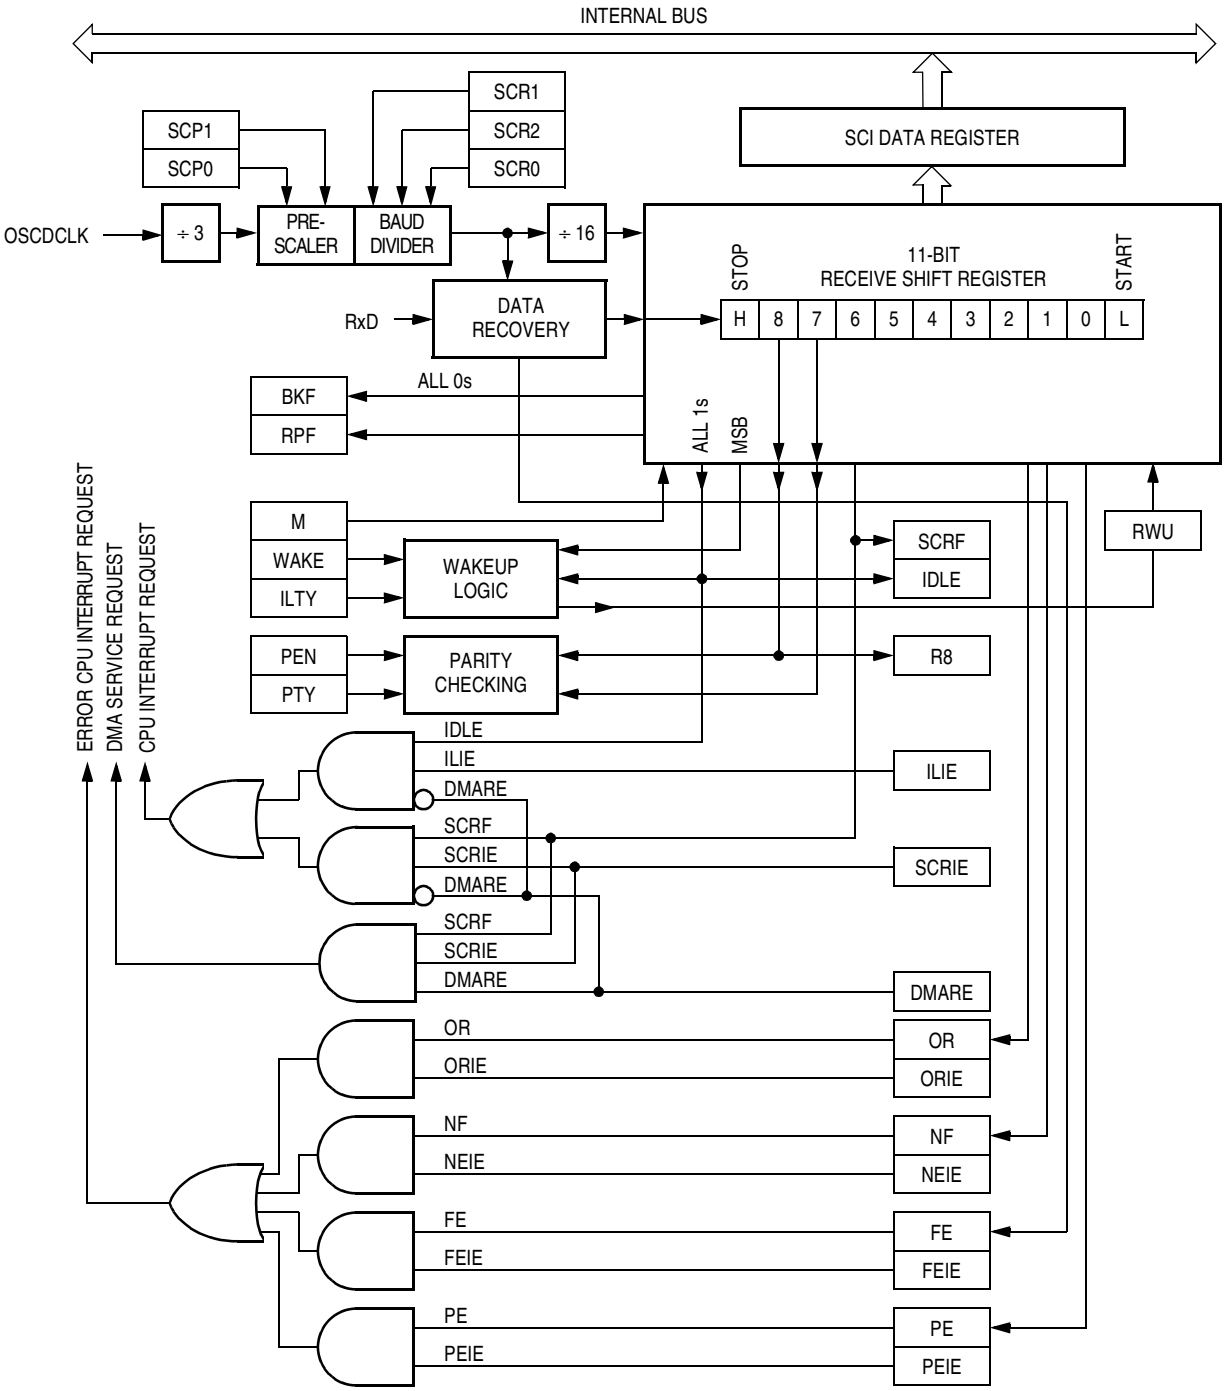 INTERNAL BUS
SCR1
SCP1
SCR2
SCI DATA REGISTER
SCP0
SCR0
OSCDCLK
÷ 3
PRE-
SCALER
BAUD
DIVIDER
÷ 16
STOP
11-BIT
RECEIVE SHIFT REGISTER
START
RxD
DATA
RECOVERY
H
8
7
6
5
4
3
2
1
0
L
BKF
ALL 0s
RPF
ALL 1s
MSB
ERROR CPU INTERRUPT REQUEST
DMA SERVICE REQUEST
CPU INTERRUPT REQUEST
M
WAKE
ILTY
WAKEUP
LOGIC
SCRF
IDLE
RWU
PEN
PTY
PARITY
CHECKING
R8
IDLE
ILIE
DMARE
ILIE
SCRF
SCRIE
DMARE
SCRIE
SCRF
SCRIE
DMARE
DMARE
OR
ORIE
OR
ORIE
NF
NEIE
NF
NEIE
FE
FEIE
FE
FEIE
PE
PEIE
PE
PEIE